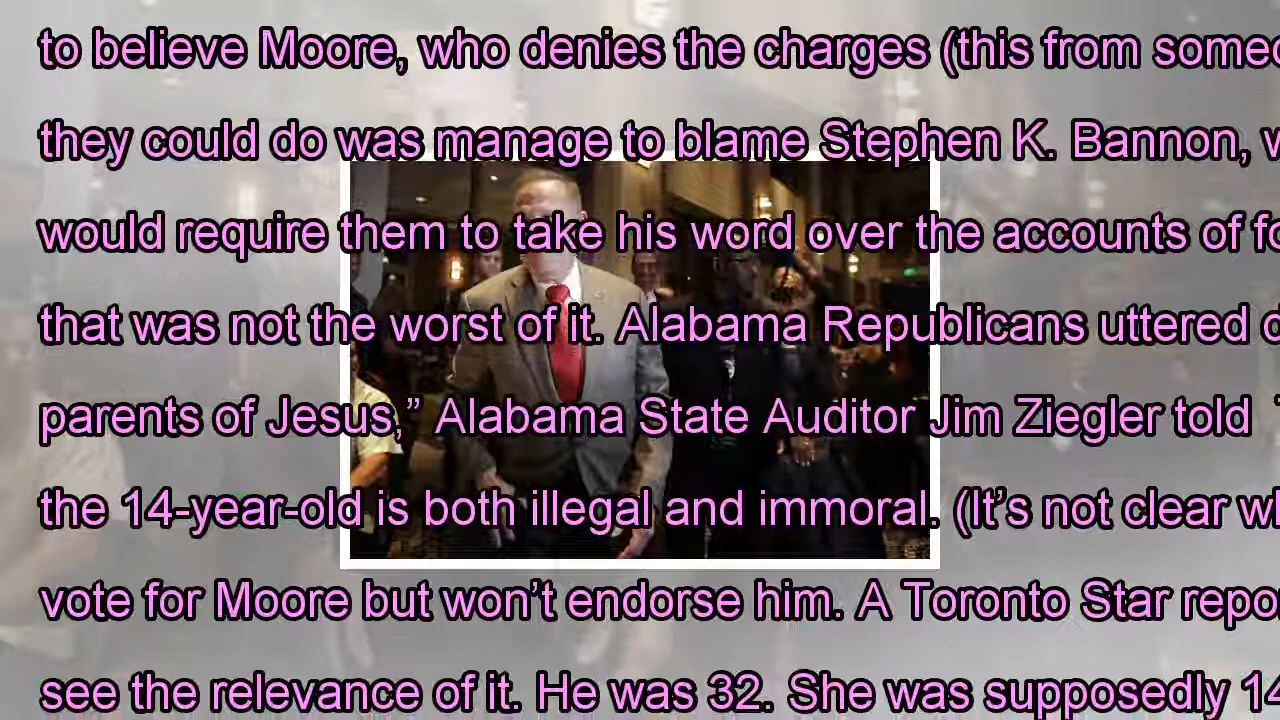 to believe Moore, who denies the charges (this from
they could do was manage to blame Stephen K. Bannon,
would require them to take his word over the accounts of
that was not the worst of it. Alabama Republicans uttered
parents of Jesus,” Alabama State Auditor Jim Ziegler told
the 14-year-old is both illegal and immoral. (It’s not clear
vote for Moore but won’t endorse him. A Toronto Star
see the relevance of it. He was 32. She was supposedly 14